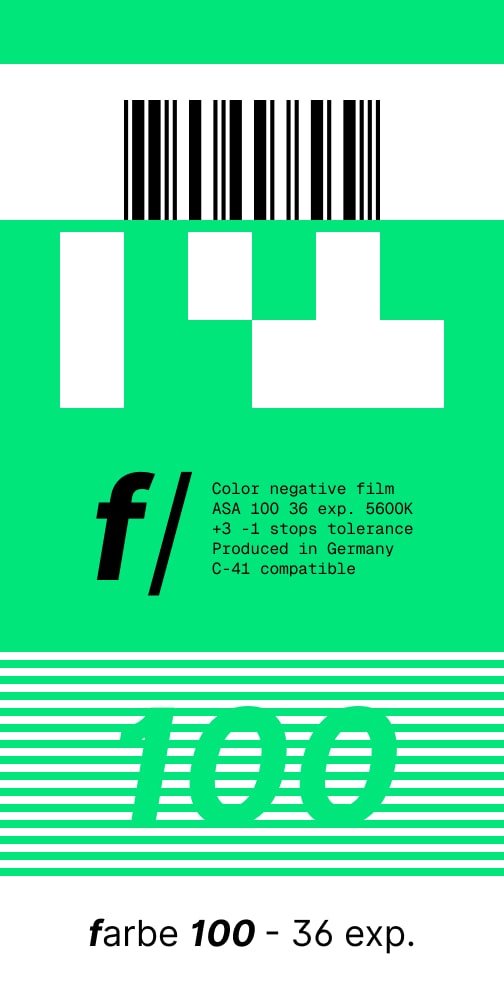 f/
Color negative film
ASA 100 36 exp. 5600K
+3 -1 stops tolerance
Produced in Germany
C-41 compatible
100
farbe 100 - 36 exp.